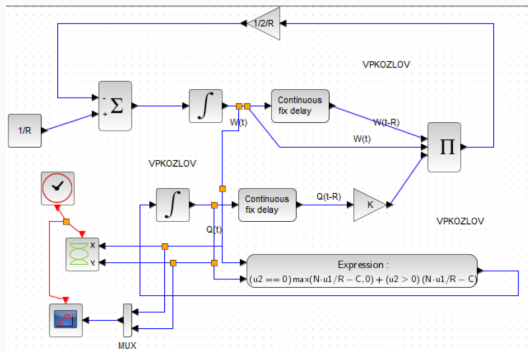 1/2/R
VPKOZLOV
-
+
Σ
∫
Continuous
fix delay
W(t)
W(t-R)
W(t)
Π
1/R
VPKOZLOV
∫
Continuous
fix delay
Q(t-R)
K
Q(t)
VPKOZLOV
X
Y
Expression :
(u2 == 0) max(N·u1/R − C, 0) + (u2 > 0) (N·u1/R − C)
MUX